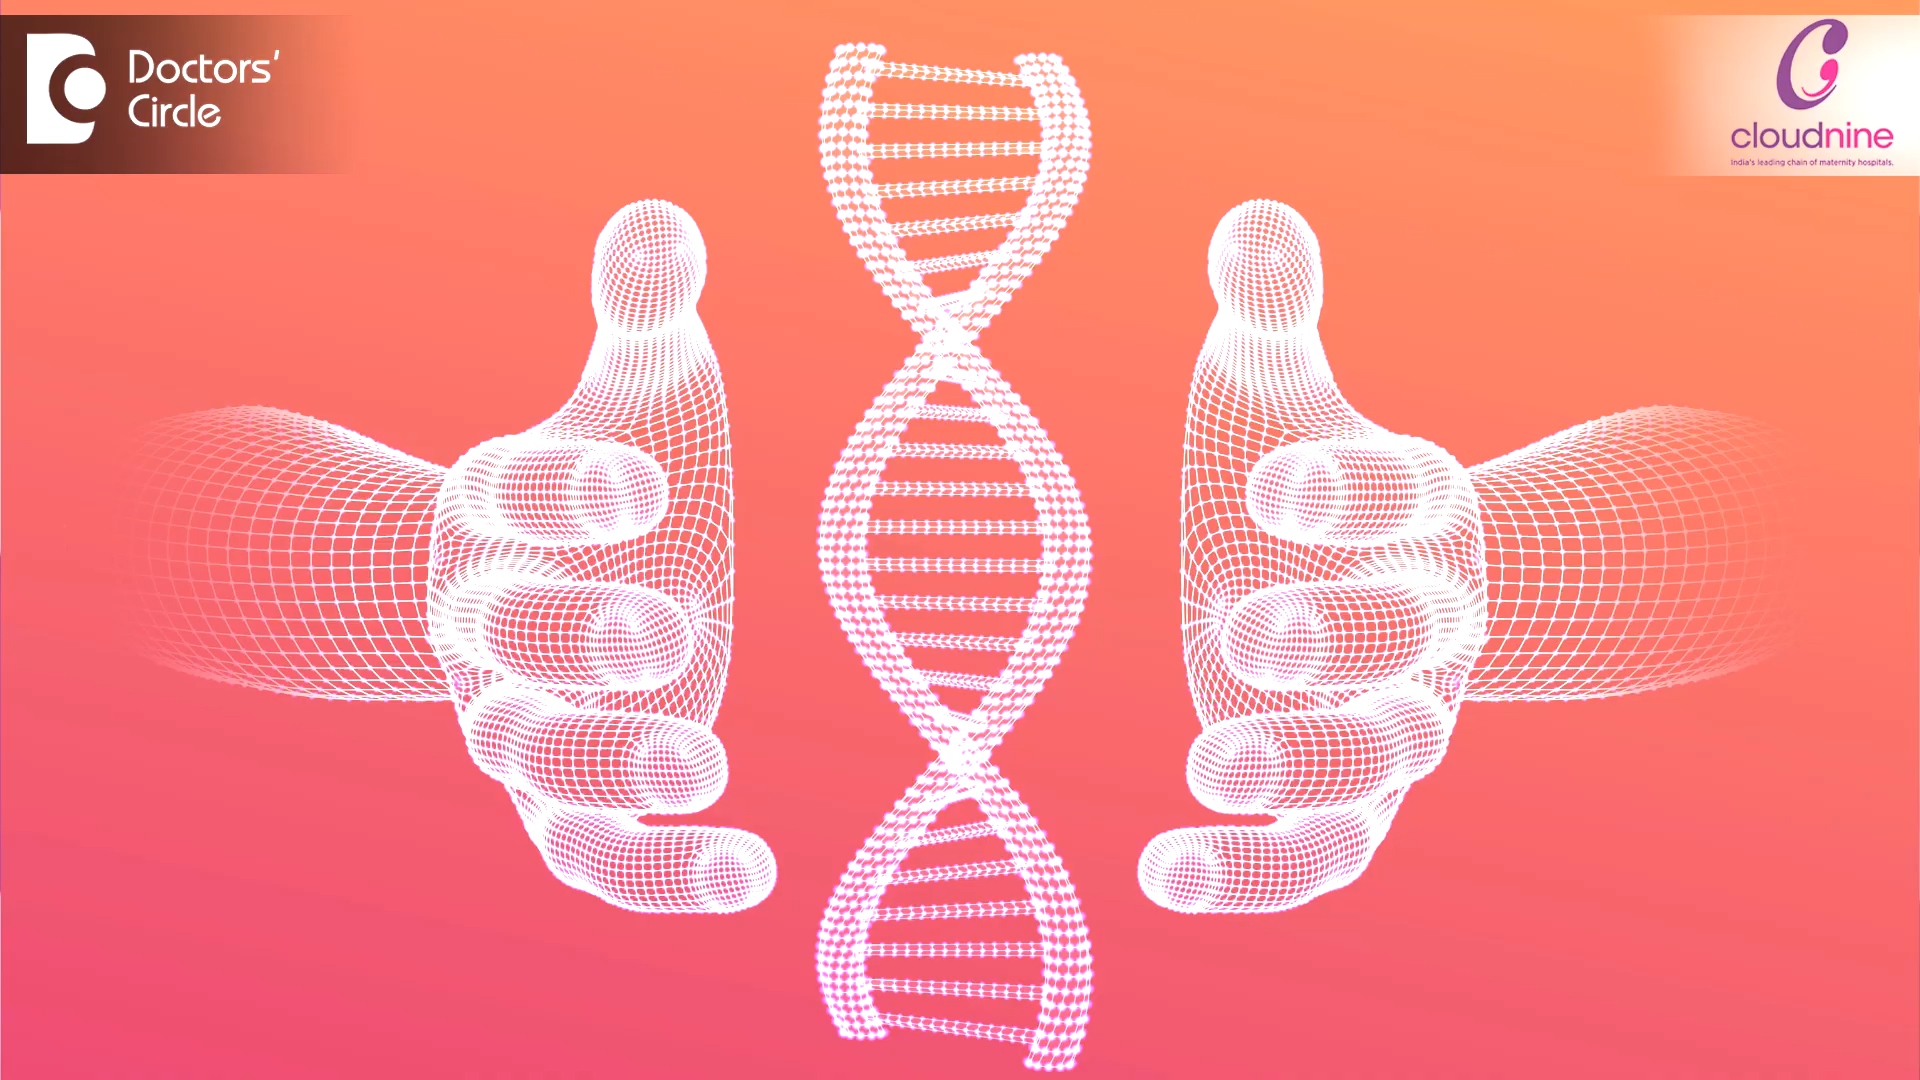 Doctors'
Circle
cloudnine
India's leading chain of maternity hospitals.